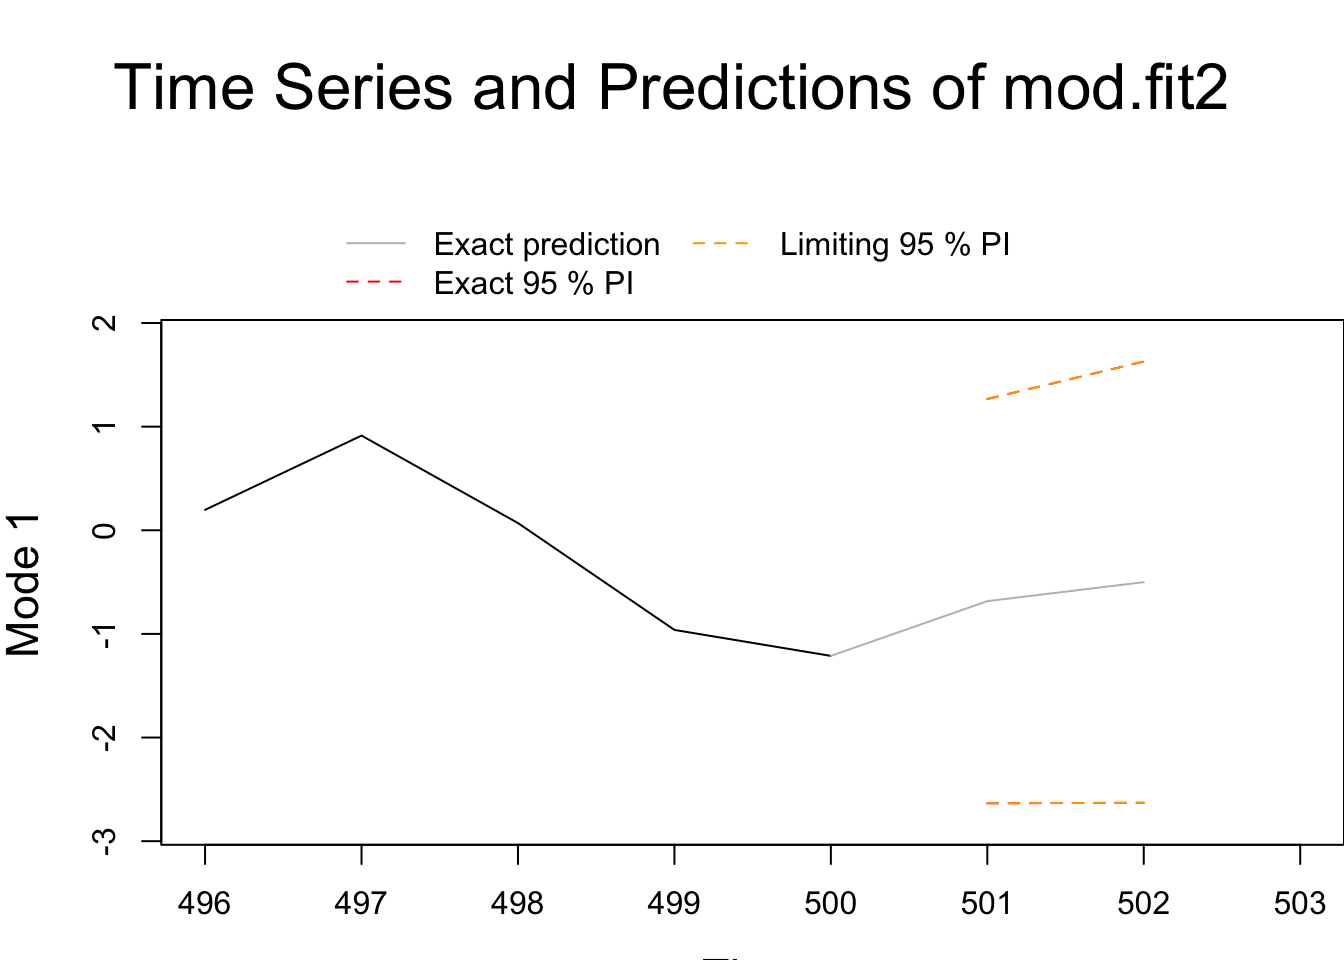 Time Series and Predictions of mod.fit2
Exact prediction
Limiting 95 % PI
Exact 95 % PI
2
1
0
-1
-2
-3
Mode 1
496 497 498 499 500 501 502 503